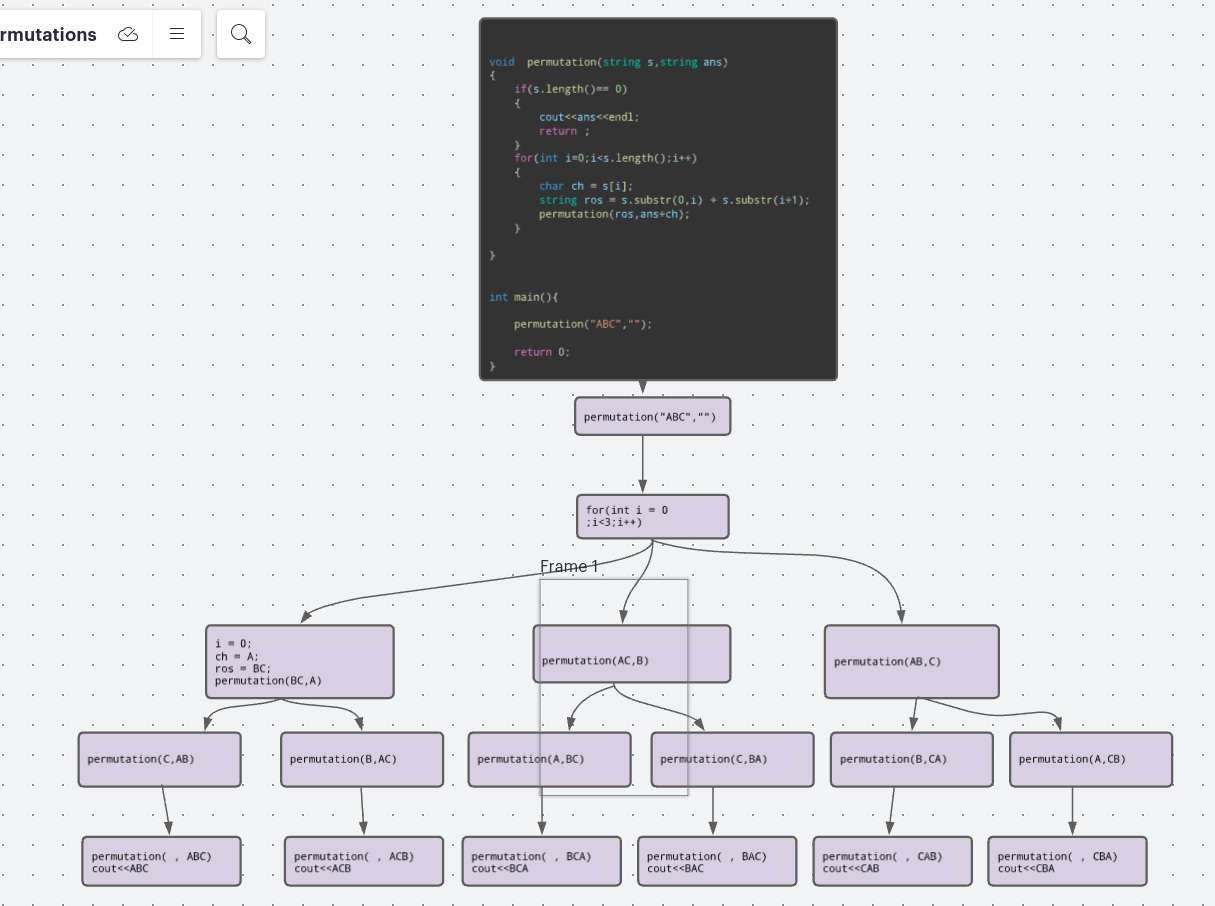 rmutations
void  permutation(string s,string ans)
{
    if(s.length()== 0)
    {
        cout<<ans<<endl;
        return ;
    }
    for(int i=0;i<s.length();i++)
    {
        char ch = s[i];
        string ros = s.substr(0,i) + s.substr(i+1);
        permutation(ros,ans+ch);
    }
}
int main(){
    permutation("ABC","");
    return 0;
}
permutation("ABC","")
for(int i = 0
;i<3;i++)
Frame 1
i = 0;
ch = A;
ros = BC;
permutation(BC,A)
permutation(AC,B)
permutation(AB,C)
permutation(C,AB)
permutation(B,AC)
permutation(A,BC)
permutation(C,BA)
permutation(B,CA)
permutation(A,CB)
permutation( , ABC)
cout<<ABC
permutation( , ACB)
cout<<ACB
permutation( , BCA)
cout<<BCA
permutation( , BAC)
cout<<BAC
permutation( , CAB)
cout<<CAB
permutation( , CBA)
cout<<CBA